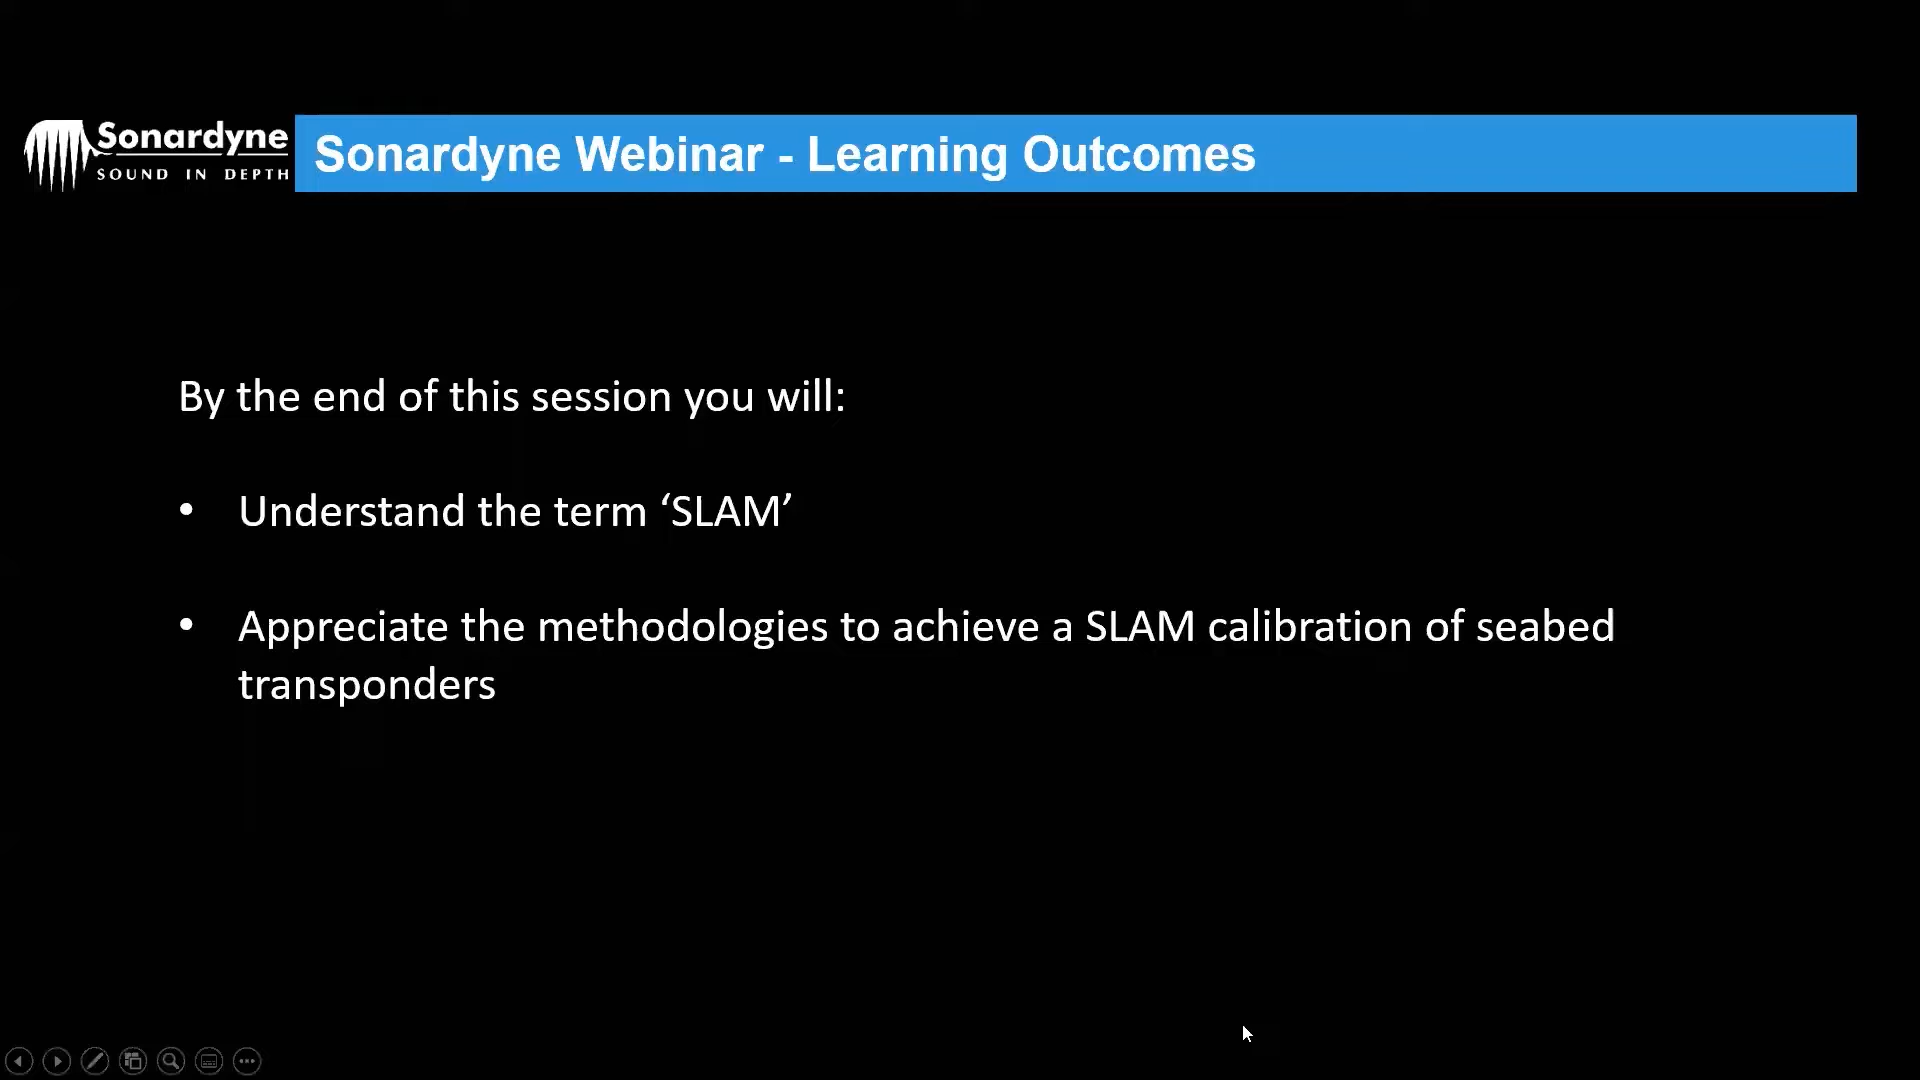 Sonardyne
SOUND IN DEPTH
Sonardyne Webinar - Learning Outcomes
By the end of this session you will:
• Understand the term ‘SLAM’
• Appreciate the methodologies to achieve a SLAM calibration of seabed
transponders